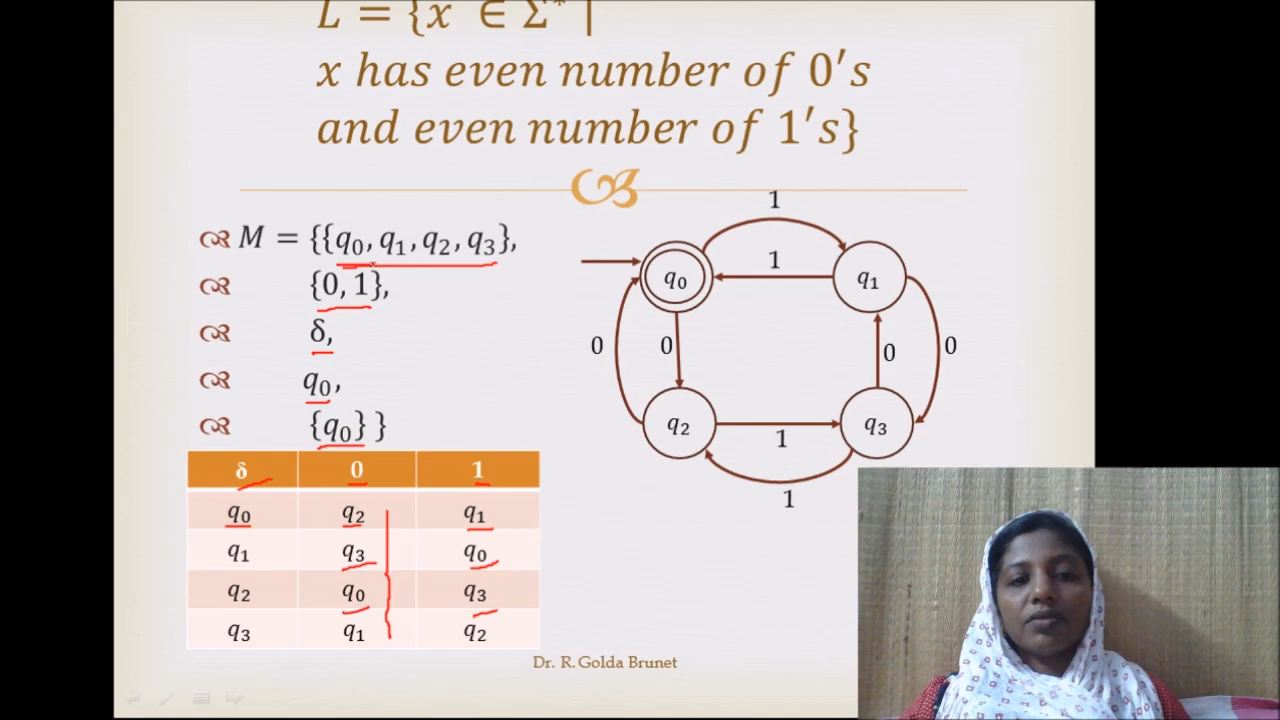 L = {x ∈ Σ* |
x has even number of 0's
and even number of 1's}
M = {{q₀, q₁, q₂, q₃},
{0, 1},
δ,
q₀,
{q₀} }
δ 0 1
q₀ q₂ q₁
q₁ q₃ q₀
q₂ q₀ q₃
q₃ q₁ q₂
1
q₀ 1 q₁
0 0 0 0
q₂ 1 q₃
1
Dr. R. Golda Brunet